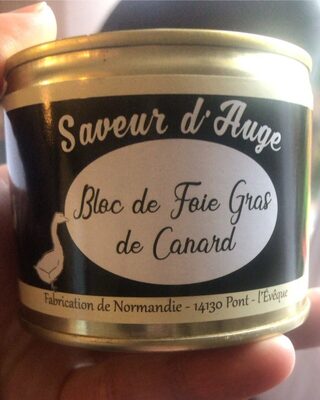 Saveur d'Auge
Bloc de Foie Gras
de Canard
Fabrication de Normandie - 14130 Pont - l'Évêque